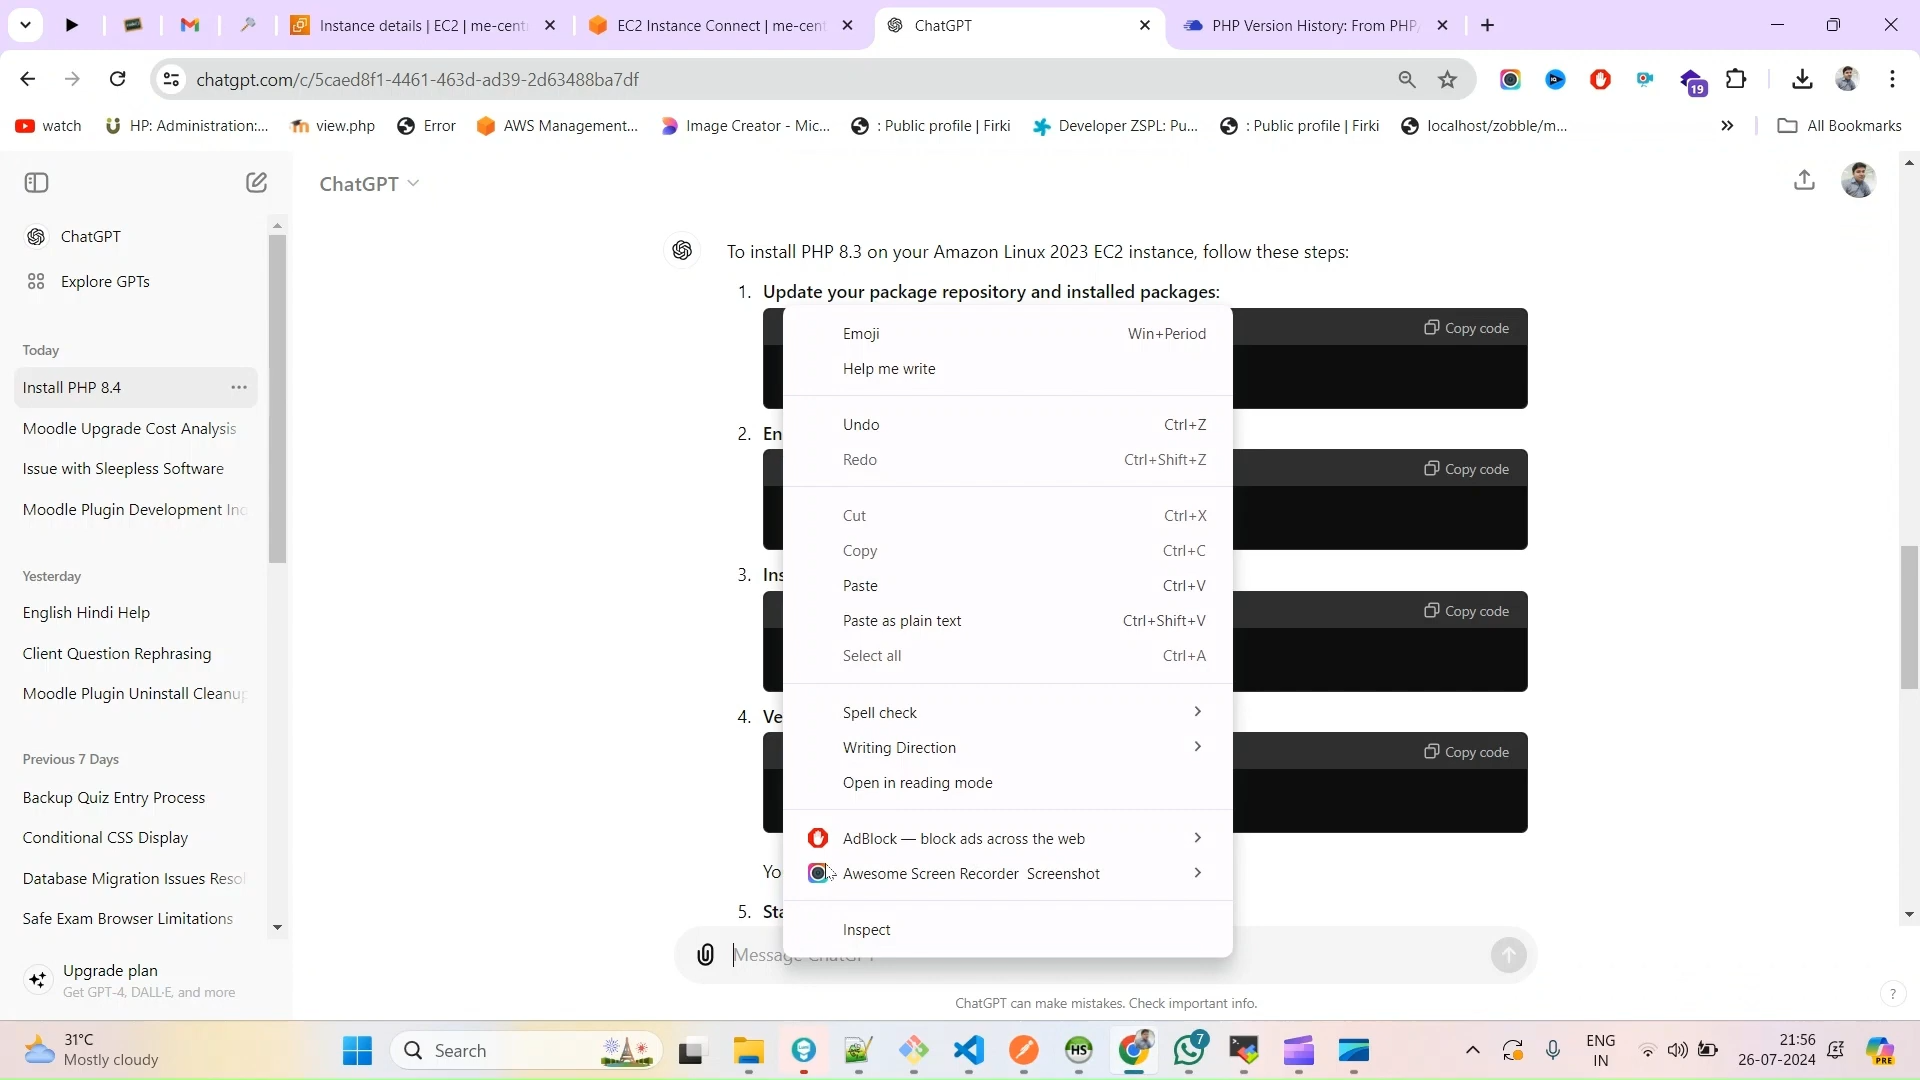 Instance details | EC2 | me-centr
EC2 Instance Connect | me-cent
ChatGPT
PHP Version History: From PHP/
chatgpt.com/c/5caed8f1-4461-463d-ad39-2d63488ba7df
19
watch
HP: Administration:...
view.php
Error
AWS Management...
Image Creator - Mic...
: Public profile | Firki
Developer ZSPL: Pu...
: Public profile | Firki
localhost/zobble/m...
All Bookmarks
ChatGPT
ChatGPT
Explore GPTs
Today
Install PHP 8.4
Moodle Upgrade Cost Analysis
Issue with Sleepless Software
Moodle Plugin Development Inq
Yesterday
English Hindi Help
Client Question Rephrasing
Moodle Plugin Uninstall Cleanup
Previous 7 Days
Backup Quiz Entry Process
Conditional CSS Display
Database Migration Issues Resol
Safe Exam Browser Limitations
Upgrade plan
Get GPT-4, DALL·E, and more
To install PHP 8.3 on your Amazon Linux 2023 EC2 instance, follow these steps:
1. Update your package repository and installed packages:
Copy code
2. En
Copy code
3. Ins
Copy code
4. Ve
Copy code
Yo
5. Sta
Emoji Win+Period
Help me write
Undo Ctrl+Z
Redo Ctrl+Shift+Z
Cut Ctrl+X
Copy Ctrl+C
Paste Ctrl+V
Paste as plain text Ctrl+Shift+V
Select all Ctrl+A
Spell check
Writing Direction
Open in reading mode
AdBlock — block ads across the web
Awesome Screen Recorder Screenshot
Inspect
Message ChatGPT
ChatGPT can make mistakes. Check important info.
?
31°C
Mostly cloudy
Search
HS
7
ENG
IN
21:56
26-07-2024
PRE